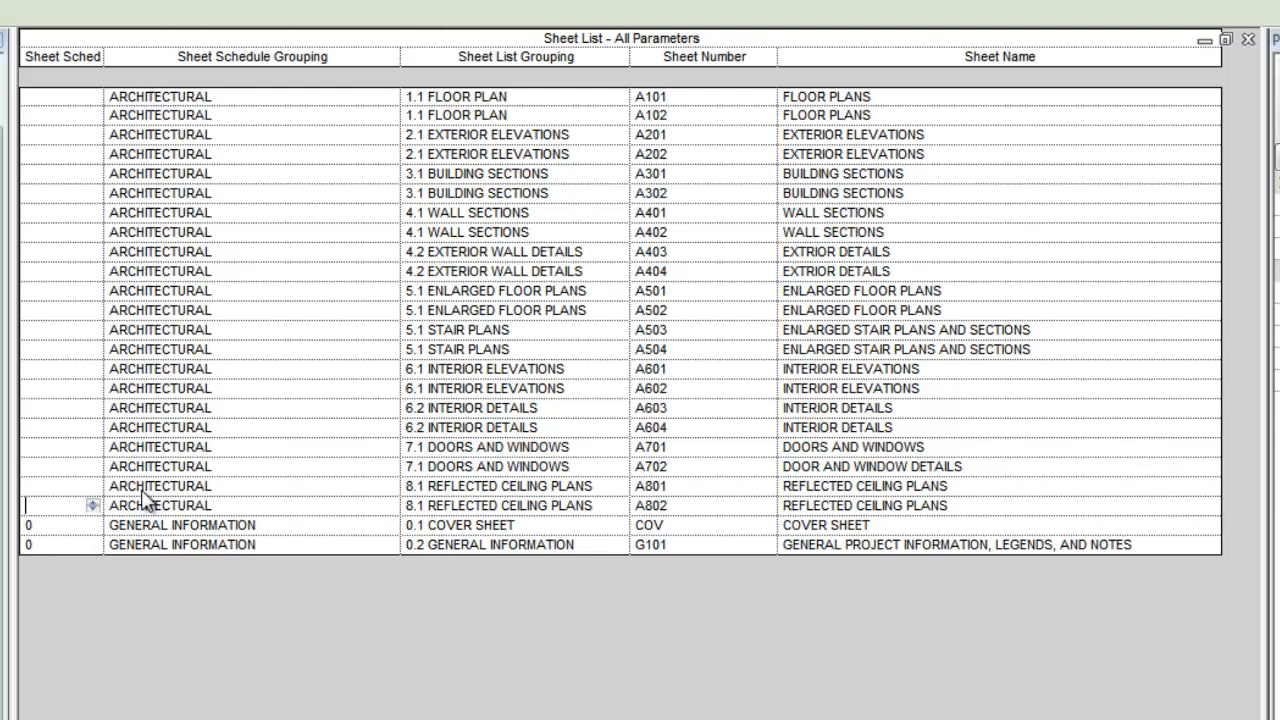 Sheet List - All Parameters
Sheet Sched Sheet Schedule Grouping Sheet List Grouping Sheet Number Sheet Name
ARCHITECTURAL 1.1 FLOOR PLAN A101 FLOOR PLANS
ARCHITECTURAL 1.1 FLOOR PLAN A102 FLOOR PLANS
ARCHITECTURAL 2.1 EXTERIOR ELEVATIONS A201 EXTERIOR ELEVATIONS
ARCHITECTURAL 2.1 EXTERIOR ELEVATIONS A202 EXTERIOR ELEVATIONS
ARCHITECTURAL 3.1 BUILDING SECTIONS A301 BUILDING SECTIONS
ARCHITECTURAL 3.1 BUILDING SECTIONS A302 BUILDING SECTIONS
ARCHITECTURAL 4.1 WALL SECTIONS A401 WALL SECTIONS
ARCHITECTURAL 4.1 WALL SECTIONS A402 WALL SECTIONS
ARCHITECTURAL 4.2 EXTERIOR WALL DETAILS A403 EXTRIOR DETAILS
ARCHITECTURAL 4.2 EXTERIOR WALL DETAILS A404 EXTRIOR DETAILS
ARCHITECTURAL 5.1 ENLARGED FLOOR PLANS A501 ENLARGED FLOOR PLANS
ARCHITECTURAL 5.1 ENLARGED FLOOR PLANS A502 ENLARGED FLOOR PLANS
ARCHITECTURAL 5.1 STAIR PLANS A503 ENLARGED STAIR PLANS AND SECTIONS
ARCHITECTURAL 5.1 STAIR PLANS A504 ENLARGED STAIR PLANS AND SECTIONS
ARCHITECTURAL 6.1 INTERIOR ELEVATIONS A601 INTERIOR ELEVATIONS
ARCHITECTURAL 6.1 INTERIOR ELEVATIONS A602 INTERIOR ELEVATIONS
ARCHITECTURAL 6.2 INTERIOR DETAILS A603 INTERIOR DETAILS
ARCHITECTURAL 6.2 INTERIOR DETAILS A604 INTERIOR DETAILS
ARCHITECTURAL 7.1 DOORS AND WINDOWS A701 DOORS AND WINDOWS
ARCHITECTURAL 7.1 DOORS AND WINDOWS A702 DOOR AND WINDOW DETAILS
ARCHITECTURAL 8.1 REFLECTED CEILING PLANS A801 REFLECTED CEILING PLANS
ARCHITECTURAL 8.1 REFLECTED CEILING PLANS A802 REFLECTED CEILING PLANS
0 GENERAL INFORMATION 0.1 COVER SHEET COV COVER SHEET
0 GENERAL INFORMATION 0.2 GENERAL INFORMATION G101 GENERAL PROJECT INFORMATION, LEGENDS, AND NOTES